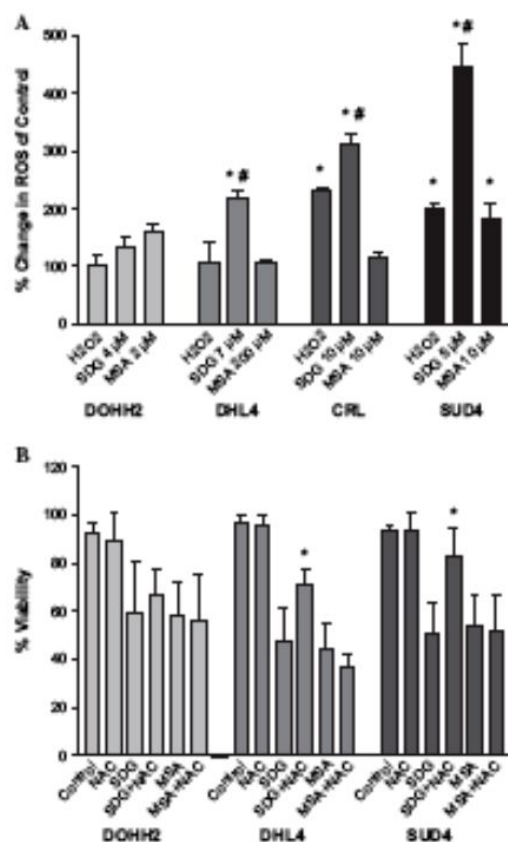 A
% Change in ROS of Control
500
400
300
200
100
0
* #
*
* #
*
* #
*
H2O2
SDG 4 µM
MSA 2 µM
H2O2
SDG 7 µM
MSA 200 µM
H2O2
SDG 10 µM
MSA 10 µM
H2O2
SDG 5 µM
MSA 10 µM
DOHH2 DHL4 CRL SUD4
B
% Viability
120
100
80
60
40
20
0
*
*
Control
NAC
SDG
SDG+NAC
MSA
MSA+NAC
Control
NAC
SDG
SDG+NAC
MSA
MSA+NAC
Control
NAC
SDG
SDG+NAC
MSA
MSA+NAC
DOHH2 DHL4 SUD4